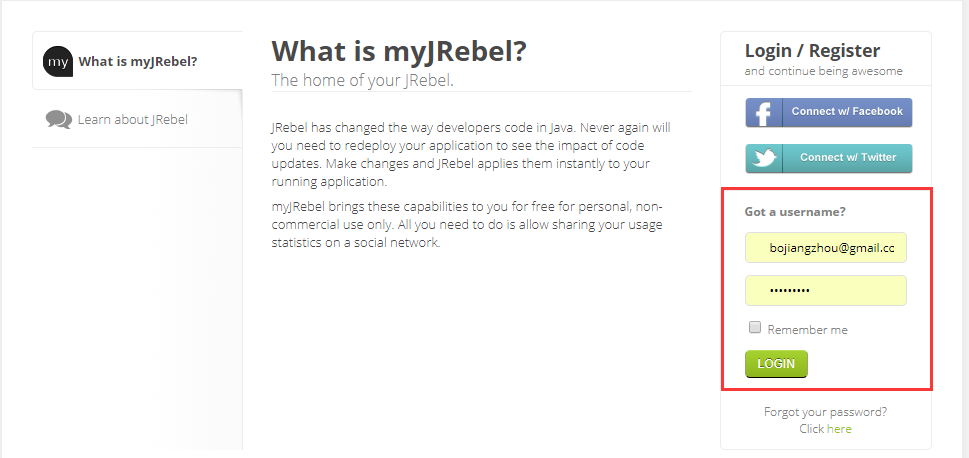 my What is myJRebel?
Learn about JRebel
What is myJRebel?
The home of your JRebel.
JRebel has changed the way developers code in Java. Never again will
you need to redeploy your application to see the impact of code
updates. Make changes and JRebel applies them instantly to your
running application.
myJRebel brings these capabilities to you for free for personal, non-
commercial use only. All you need to do is allow sharing your usage
statistics on a social network.
Login / Register
and continue being awesome
f Connect w/ Facebook
Connect w/ Twitter
Got a username?
bojiangzhou@gmail.cc
•••••••••
Remember me
LOGIN
Forgot your password?
Click here